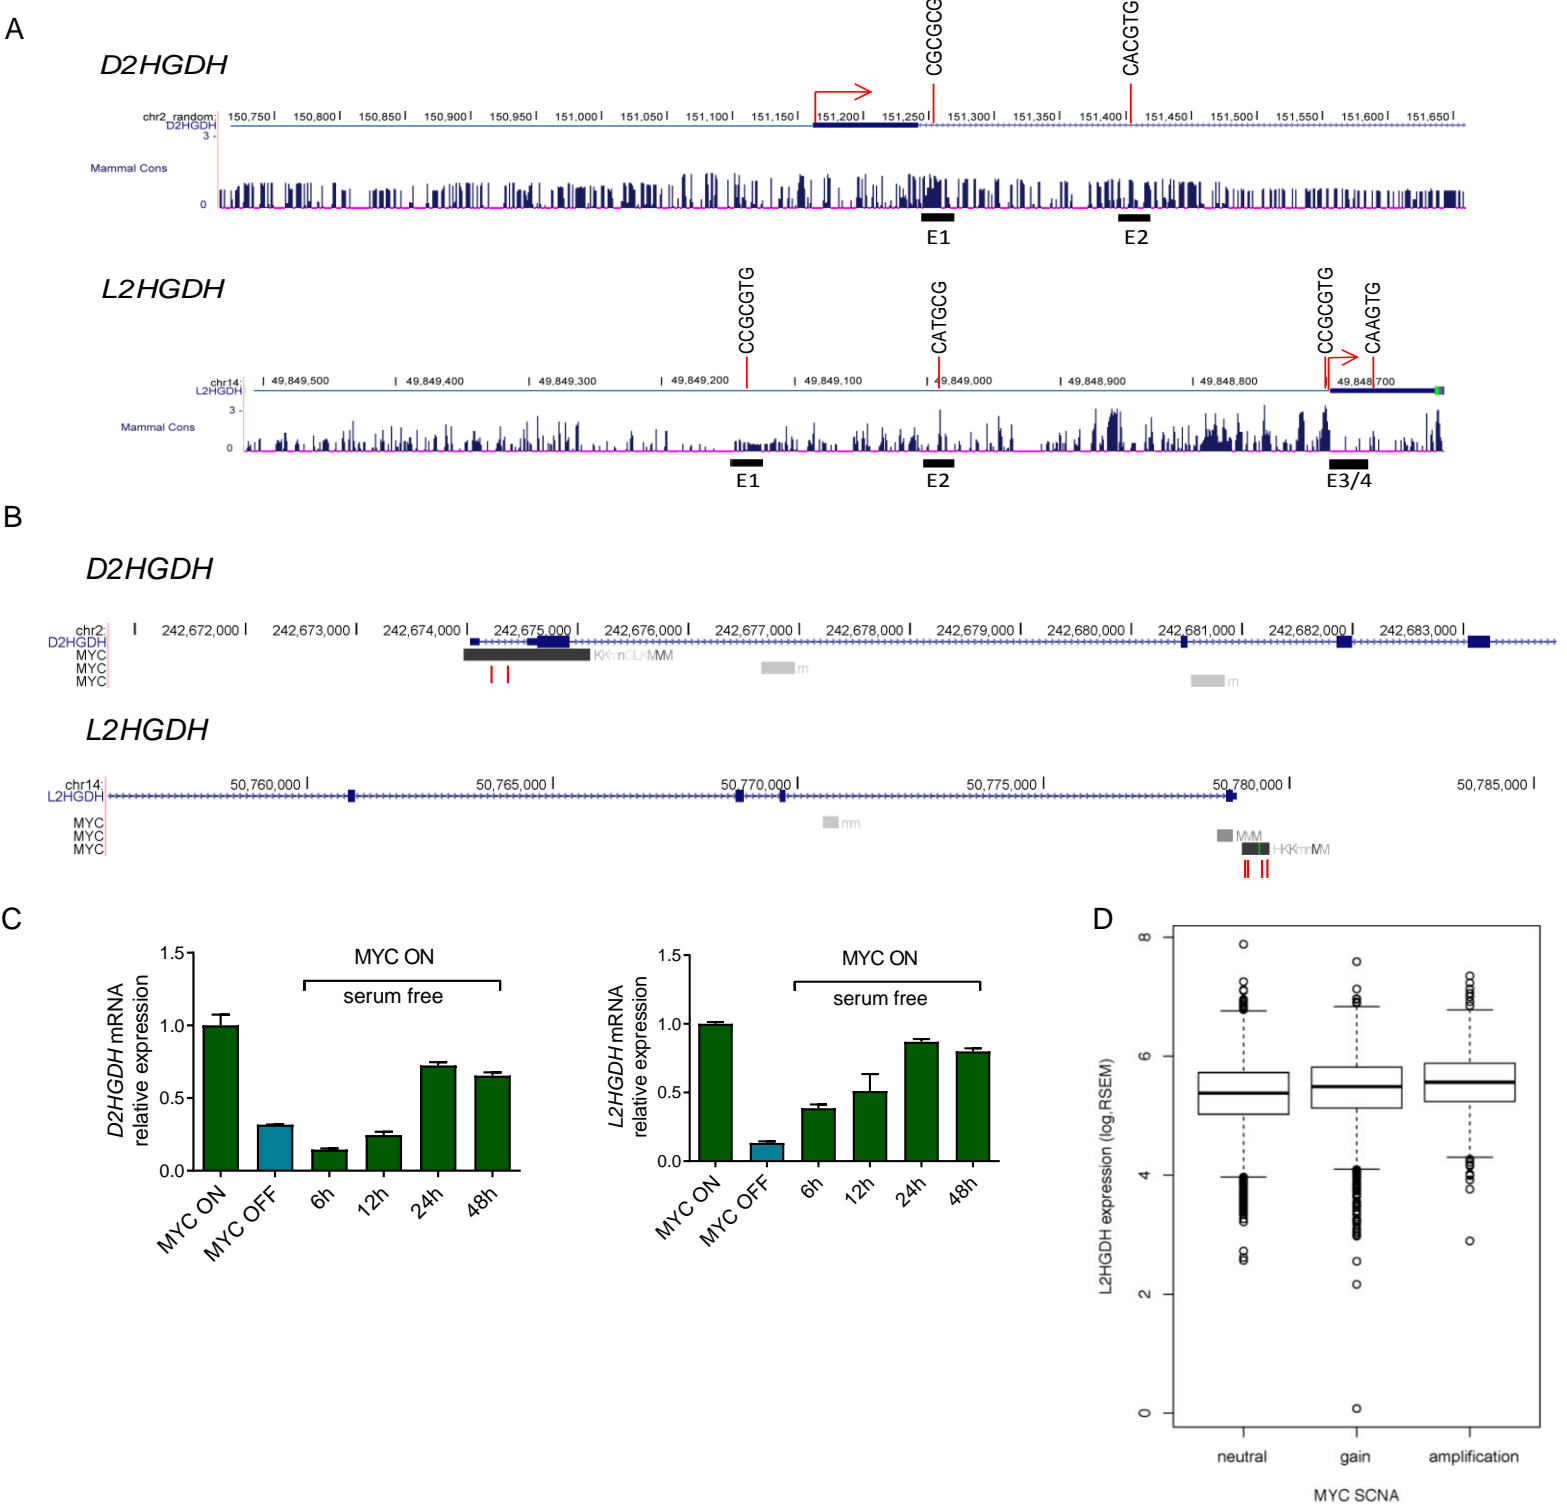 A
D2HGDH
CGCGCG
CACGTG
chr2_random: 150,750 150,800 150,850 150,900 150,950 151,000 151,050 151,100 151,150 151,200 151,250 151,300 151,350 151,400 151,450 151,500 151,550 151,600 151,650
D2HGDH
3
Mammal Cons
0
E1 E2
L2HGDH
CCGCGTG
CATGCG
CCGCGTG
CAAGTG
chr14: 49,849,500 49,849,400 49,849,300 49,849,200 49,849,100 49,849,000 49,848,900 49,848,800 49,848,700
L2HGDH
3
Mammal Cons
0
E1 E2 E3/4
B
D2HGDH
chr2: 242,672,000 242,673,000 242,674,000 242,675,000 242,676,000 242,677,000 242,678,000 242,679,000 242,680,000 242,681,000 242,682,000 242,683,000
D2HGDH
MYC
MYC m
MYC m
L2HGDH
chr14: 50,760,000 50,765,000 50,770,000 50,775,000 50,780,000 50,785,000
L2HGDH
MYC mm
MYC MMM
MYC
C
D2HGDH mRNA
relative expression
1.5
1.0
0.5
0.0
MYC ON
serum free
MYC ON MYC OFF 6h 12h 24h 48h
L2HGDH mRNA
relative expression
1.5
1.0
0.5
0.0
MYC ON
serum free
MYC ON MYC OFF 6h 12h 24h 48h
D
L2HGDH expression (log,RSEM)
8
6
4
2
0
neutral gain amplification
MYC SCNA